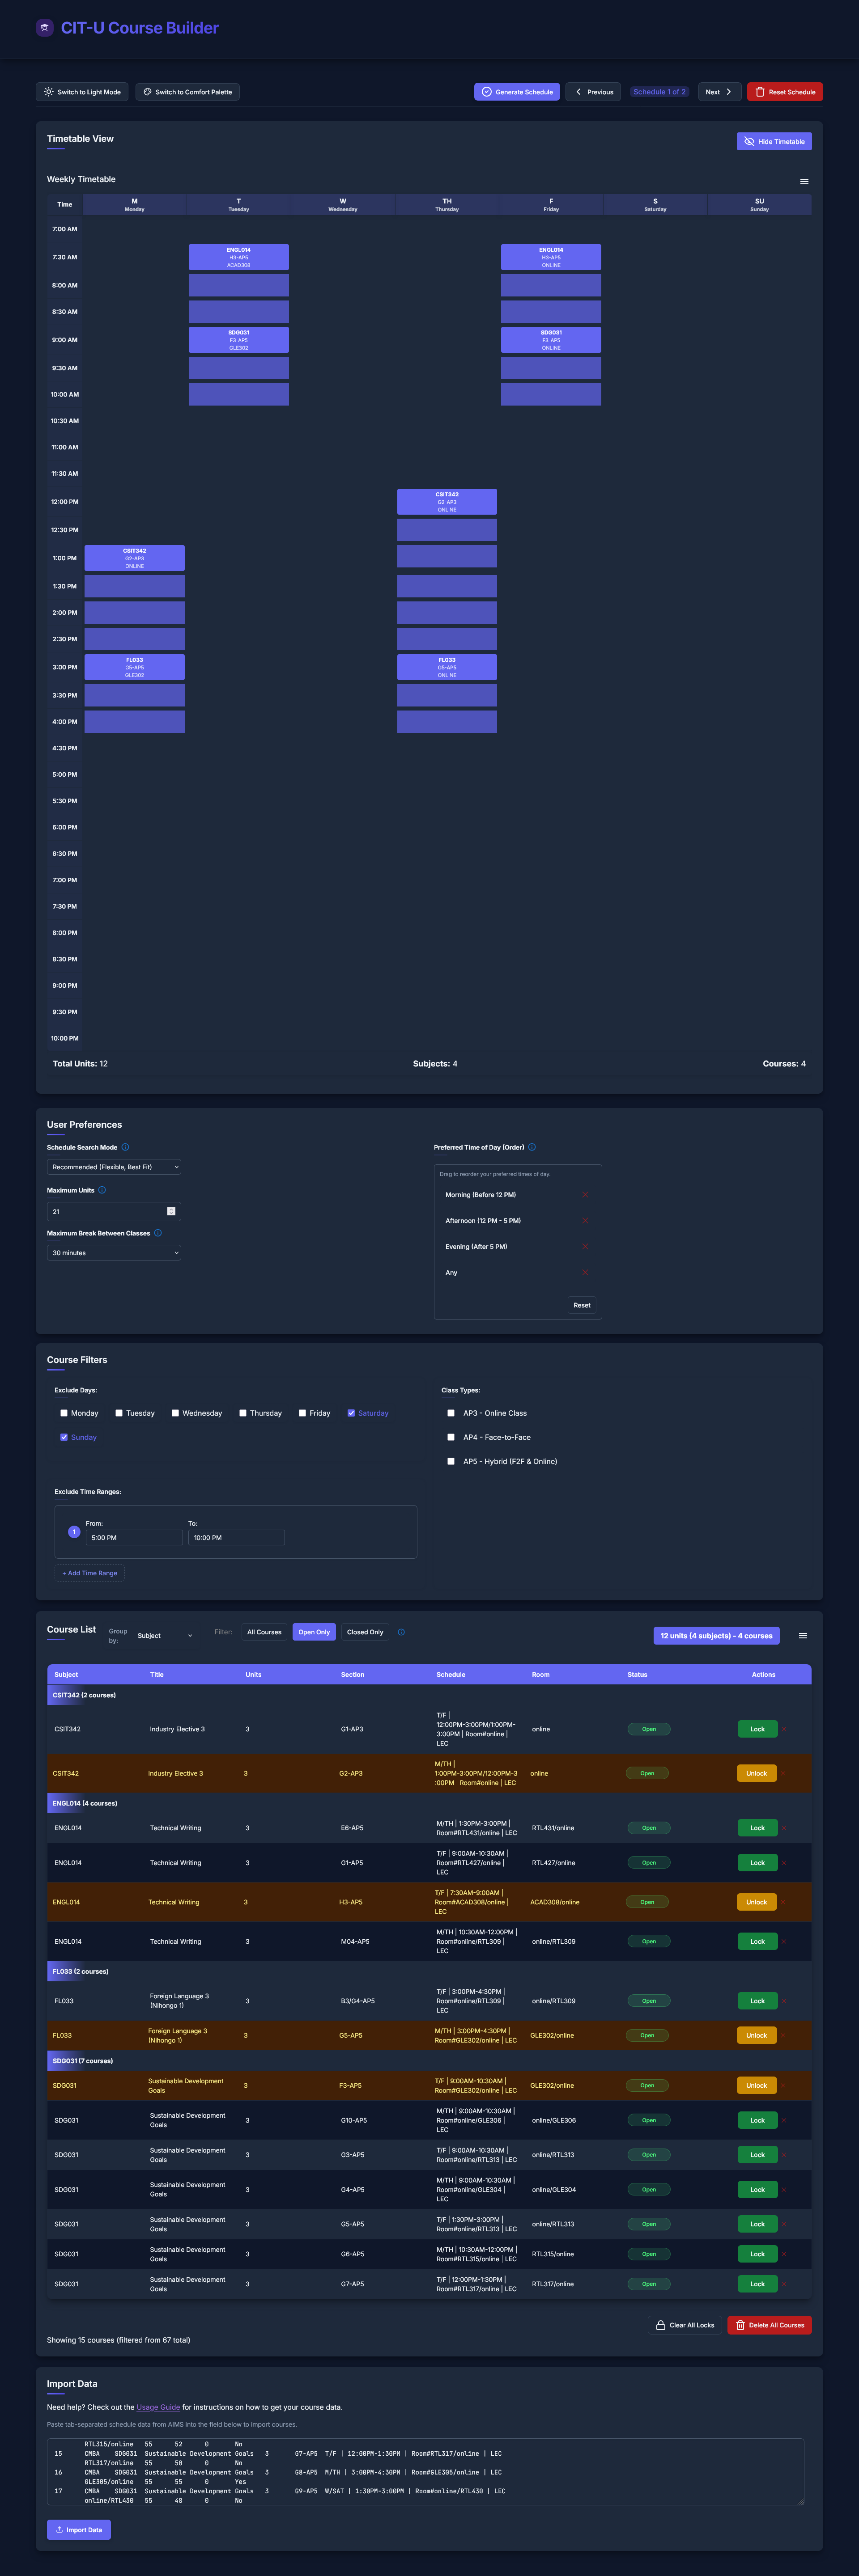 CIT-U Course Builder
Switch to Light Mode
Switch to Comfort Palette
Generate Schedule
Previous
Schedule 1 of 2
Next
Reset Schedule
Timetable View
Hide Timetable
Weekly Timetable
Time M T W TH F S SU
Monday Tuesday Wednesday Thursday Friday Saturday Sunday
7:00 AM
7:30 AM
ENGL014
H3-AP5
ACAD308
ENGL014
H3-AP5
ONLINE
8:00 AM
8:30 AM
9:00 AM
SDG031
F3-AP5
GLE302
SDG031
F3-AP5
ONLINE
9:30 AM
10:00 AM
10:30 AM
11:00 AM
11:30 AM
12:00 PM
CSIT342
G2-AP3
ONLINE
12:30 PM
1:00 PM
CSIT342
G2-AP3
ONLINE
1:30 PM
2:00 PM
2:30 PM
3:00 PM
FL033
G5-AP5
GLE302
FL033
G5-AP5
ONLINE
3:30 PM
4:00 PM
4:30 PM
5:00 PM
5:30 PM
6:00 PM
6:30 PM
7:00 PM
7:30 PM
8:00 PM
8:30 PM
9:00 PM
9:30 PM
10:00 PM
Total Units: 12
Subjects: 4
Courses: 4
User Preferences
Schedule Search Mode
Recommended (Flexible, Best Fit)
Maximum Units
21
Maximum Break Between Classes
30 minutes
Preferred Time of Day (Order)
Drag to reorder your preferred times of day.
Morning (Before 12 PM)
Afternoon (12 PM - 5 PM)
Evening (After 5 PM)
Any
Reset
Course Filters
Exclude Days:
Monday Tuesday Wednesday Thursday Friday Saturday
Sunday
Class Types:
AP3 - Online Class
AP4 - Face-to-Face
AP5 - Hybrid (F2F & Online)
Exclude Time Ranges:
1
From:
5:00 PM
To:
10:00 PM
+ Add Time Range
Course List
Group
by:
Subject
Filter:
All Courses
Open Only
Closed Only
12 units (4 subjects) - 4 courses
Subject Title Units Section Schedule Room Status Actions
CSIT342 (2 courses)
CSIT342 Industry Elective 3 3 G1-AP3
T/F |
12:00PM-3:00PM/1:00PM-
3:00PM | Room#online |
LEC
online Open Lock
CSIT342 Industry Elective 3 3 G2-AP3
M/TH |
1:00PM-3:00PM/12:00PM-3
:00PM | Room#online | LEC
online Open Unlock
ENGL014 (4 courses)
ENGL014 Technical Writing 3 E6-AP5
M/TH | 1:30PM-3:00PM |
Room#RTL431/online | LEC
RTL431/online Open Lock
ENGL014 Technical Writing 3 G1-AP5
T/F | 9:00AM-10:30AM |
Room#RTL427/online |
LEC
RTL427/online Open Lock
ENGL014 Technical Writing 3 H3-AP5
T/F | 7:30AM-9:00AM |
Room#ACAD308/online |
LEC
ACAD308/online Open Unlock
ENGL014 Technical Writing 3 M04-AP5
M/TH | 10:30AM-12:00PM |
Room#online/RTL309 |
LEC
online/RTL309 Open Lock
FL033 (2 courses)
FL033
Foreign Language 3
(Nihongo 1)
3 B3/G4-AP5
T/F | 3:00PM-4:30PM |
Room#online/RTL309 |
LEC
online/RTL309 Open Lock
FL033
Foreign Language 3
(Nihongo 1)
3 G5-AP5
M/TH | 3:00PM-4:30PM |
Room#GLE302/online | LEC
GLE302/online Open Unlock
SDG031 (7 courses)
SDG031
Sustainable Development
Goals
3 F3-AP5
T/F | 9:00AM-10:30AM |
Room#GLE302/online | LEC
GLE302/online Open Unlock
SDG031
Sustainable Development
Goals
3 G10-AP5
M/TH | 9:00AM-10:30AM |
Room#online/GLE306 |
LEC
online/GLE306 Open Lock
SDG031
Sustainable Development
Goals
3 G3-AP5
T/F | 9:00AM-10:30AM |
Room#online/RTL313 | LEC
online/RTL313 Open Lock
SDG031
Sustainable Development
Goals
3 G4-AP5
M/TH | 9:00AM-10:30AM |
Room#online/GLE304 |
LEC
online/GLE304 Open Lock
SDG031
Sustainable Development
Goals
3 G5-AP5
T/F | 1:30PM-3:00PM |
Room#online/RTL313 | LEC
online/RTL313 Open Lock
SDG031
Sustainable Development
Goals
3 G6-AP5
M/TH | 10:30AM-12:00PM |
Room#RTL315/online | LEC
RTL315/online Open Lock
SDG031
Sustainable Development
Goals
3 G7-AP5
T/F | 12:00PM-1:30PM |
Room#RTL317/online | LEC
RTL317/online Open Lock
Clear All Locks
Delete All Courses
Showing 15 courses (filtered from 67 total)
Import Data
Need help? Check out the Usage Guide for instructions on how to get your course data.
Paste tab-separated schedule data from AIMS into the field below to import courses.
RTL315/online 55 52 0 No
15 CMBA SDG031 Sustainable Development Goals 3 G7-AP5 T/F | 12:00PM-1:30PM | Room#RTL317/online | LEC
RTL317/online 55 50 0 No
16 CMBA SDG031 Sustainable Development Goals 3 G8-AP5 M/TH | 3:00PM-4:30PM | Room#GLE305/online | LEC
GLE305/online 55 55 0 Yes
17 CMBA SDG031 Sustainable Development Goals 3 G9-AP5 W/SAT | 1:30PM-3:00PM | Room#online/RTL430 | LEC
online/RTL430 55 48 0 No
Import Data